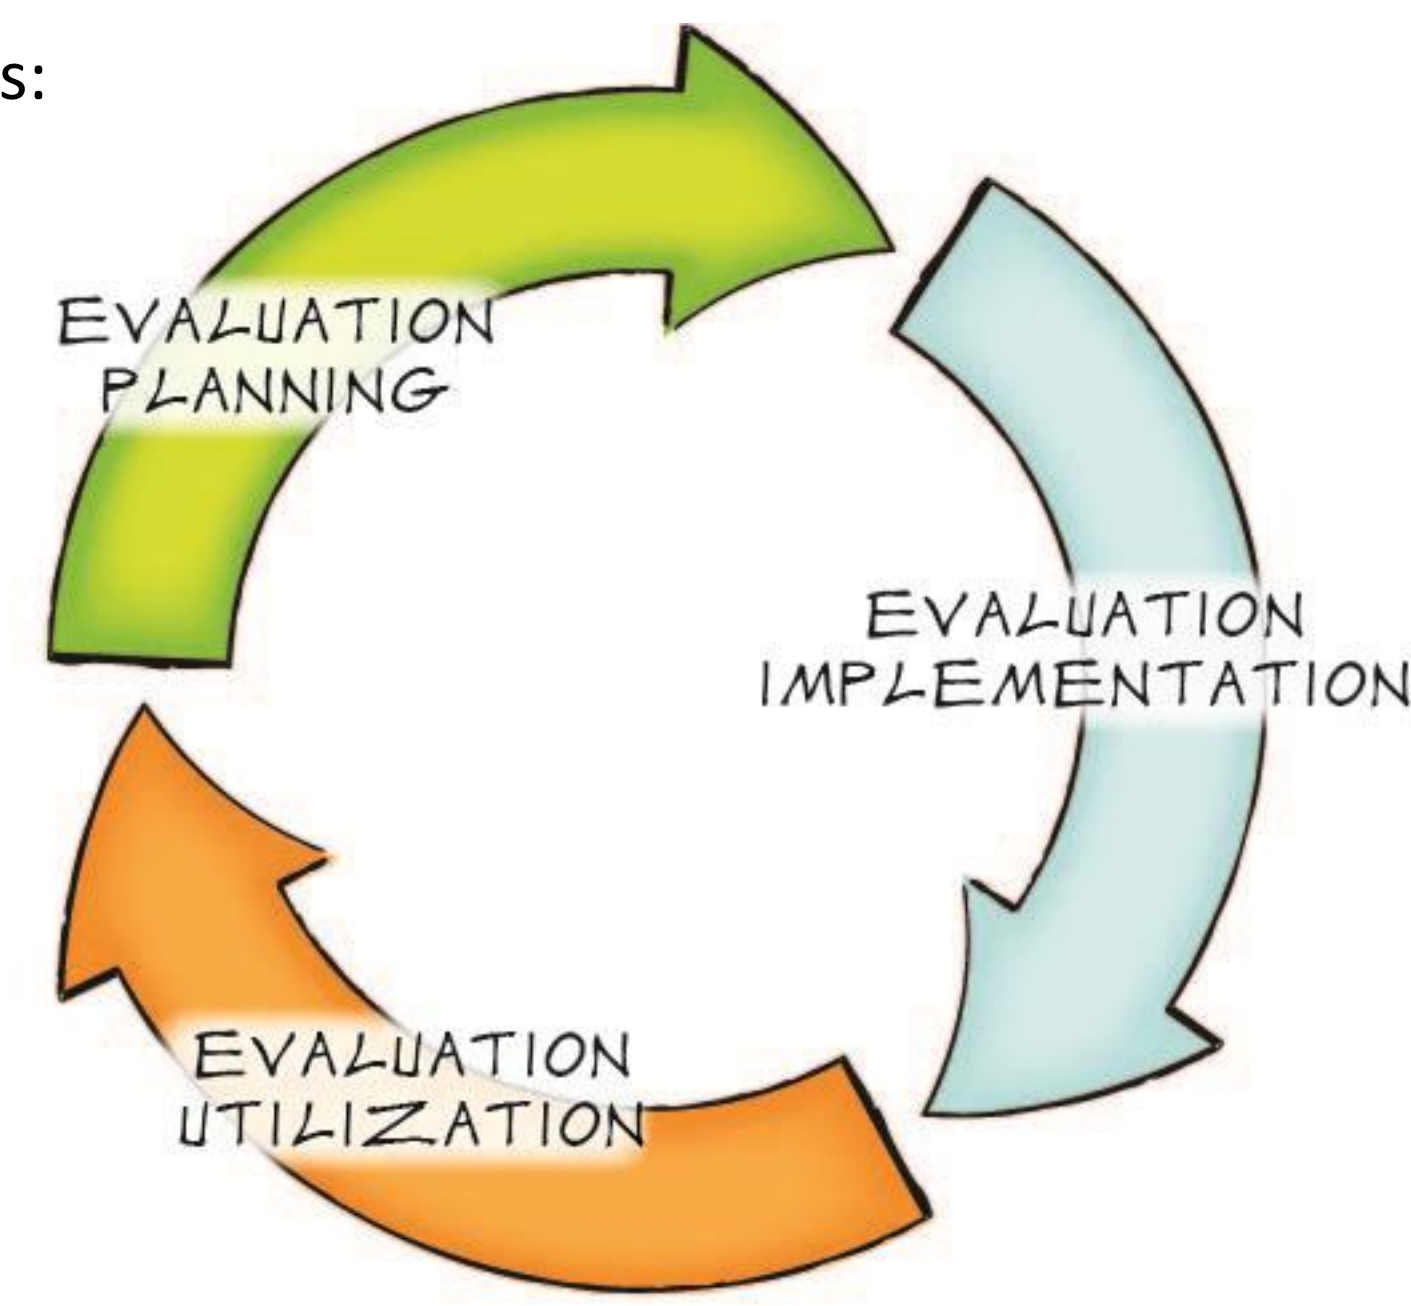 s:
EVALUATION
PLANNING
EVALUATION
IMPLEMENTATION
EVALUATION
UTILIZATION